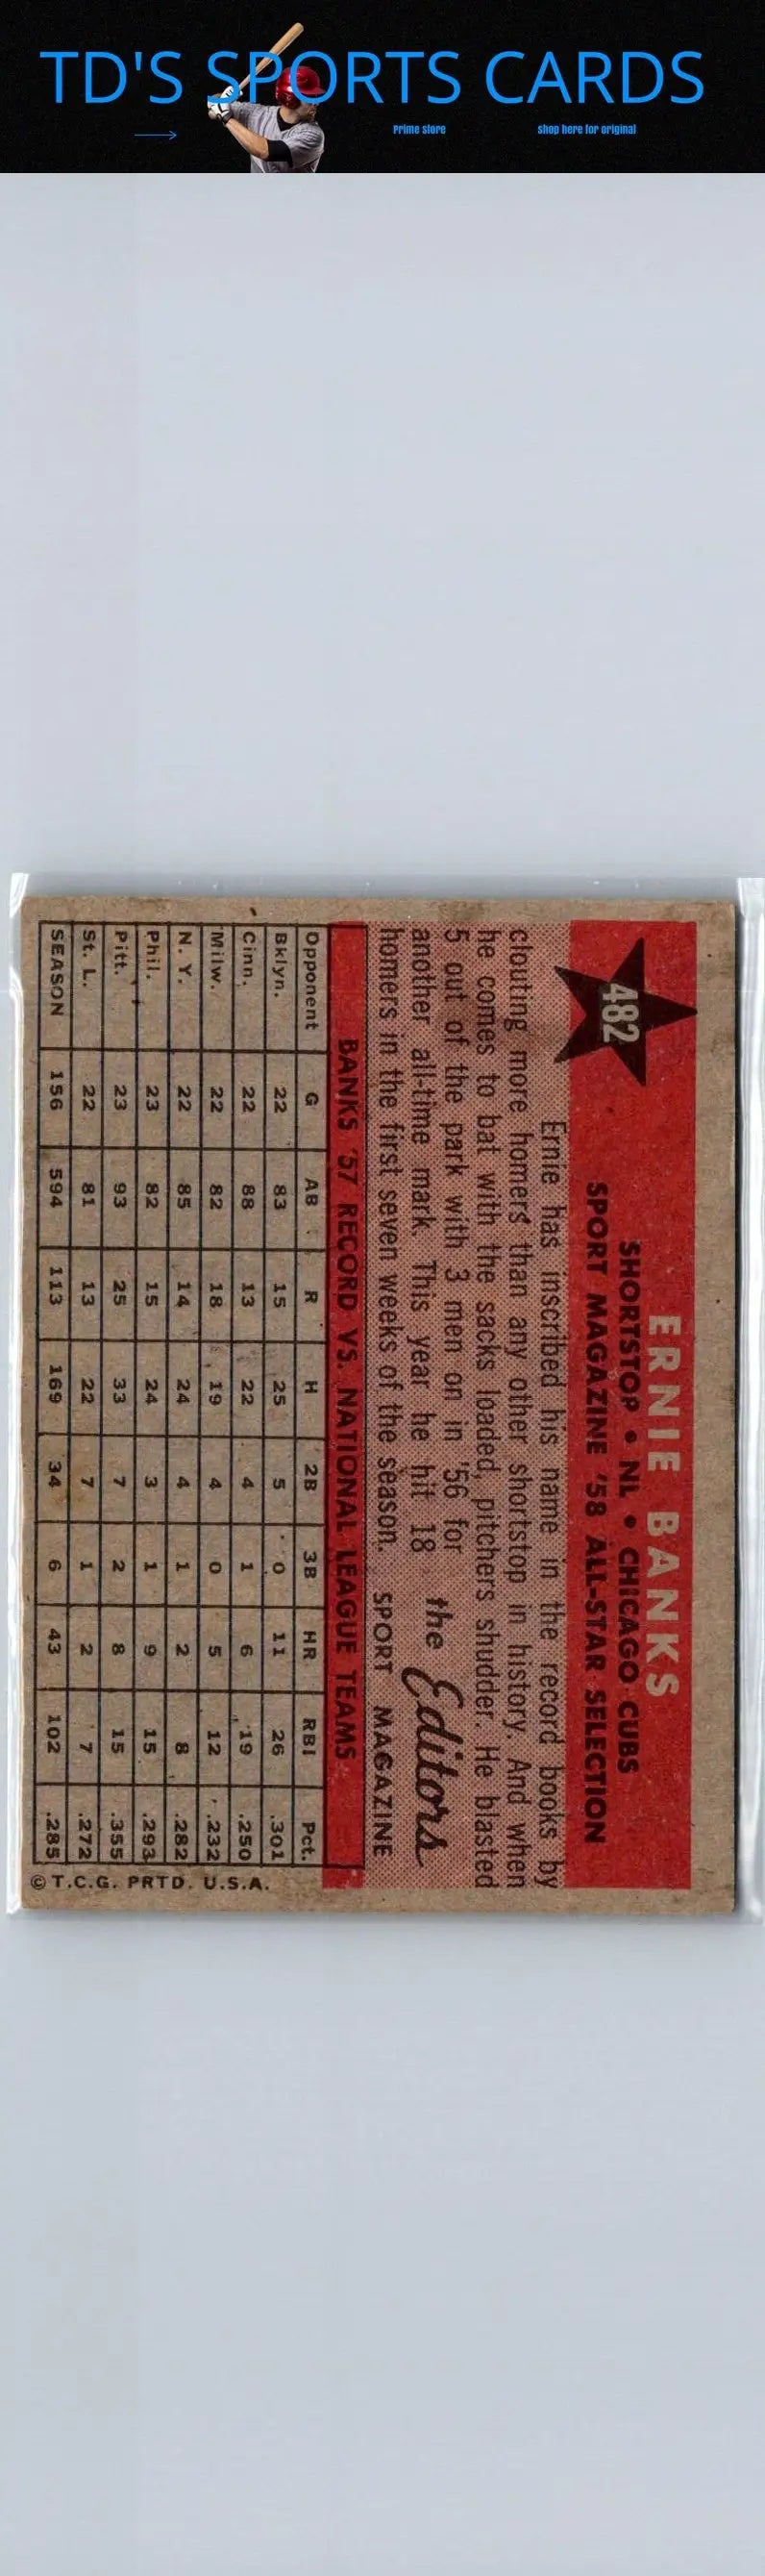 TD'S SPORTS CARDS
Prime store
shop here for original
482
ERNIE BANKS
SHORTSTOP • NL • CHICAGO CUBS
SPORT MAGAZINE '58 ALL-STAR SELECTION
Ernie has inscribed his name in the record books by
clouting more homers than any other shortstop in history. And when
he comes to bat with the sacks loaded, pitchers shudder. He blasted
5 out of the park with 3 men on in '56 for
another all-time mark. This year he hit 18
homers in the first seven weeks of the season.
the Editors
SPORT MAGAZINE
BANKS '57 RECORD VS. NATIONAL LEAGUE TEAMS
Opponent G AB R H 2B 3B HR RBI Pct.
Bklyn. 22 83 15 25 5 0 11 26 .301
Cinn. 22 88 13 22 4 1 6 19 .250
Milw. 22 82 18 19 4 0 5 12 .232
N. Y. 22 85 14 24 4 1 2 8 .282
Phil. 23 82 15 24 3 1 9 15 .293
Pitt. 23 93 25 33 7 2 8 15 .355
St. L. 22 81 13 22 7 1 2 7 .272
SEASON 156 594 113 169 34 6 43 102 .285
© T.C.G. PRTD. U.S.A.